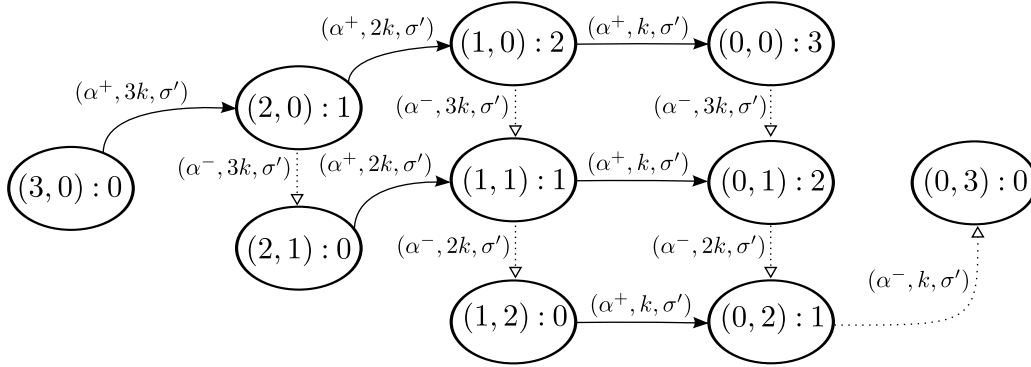 (α⁺, 2k, σ′)
(1, 0) : 2
(α⁺, k, σ′)
(0, 0) : 3
(α⁺, 3k, σ′)
(2, 0) : 1
(α⁻, 3k, σ′)
(α⁻, 3k, σ′)
(3, 0) : 0
(α⁻, 3k, σ′)
(α⁺, 2k, σ′)
(1, 1) : 1
(α⁺, k, σ′)
(0, 1) : 2
(0, 3) : 0
(2, 1) : 0
(α⁻, 2k, σ′)
(α⁻, 2k, σ′)
(α⁻, k, σ′)
(1, 2) : 0
(α⁺, k, σ′)
(0, 2) : 1